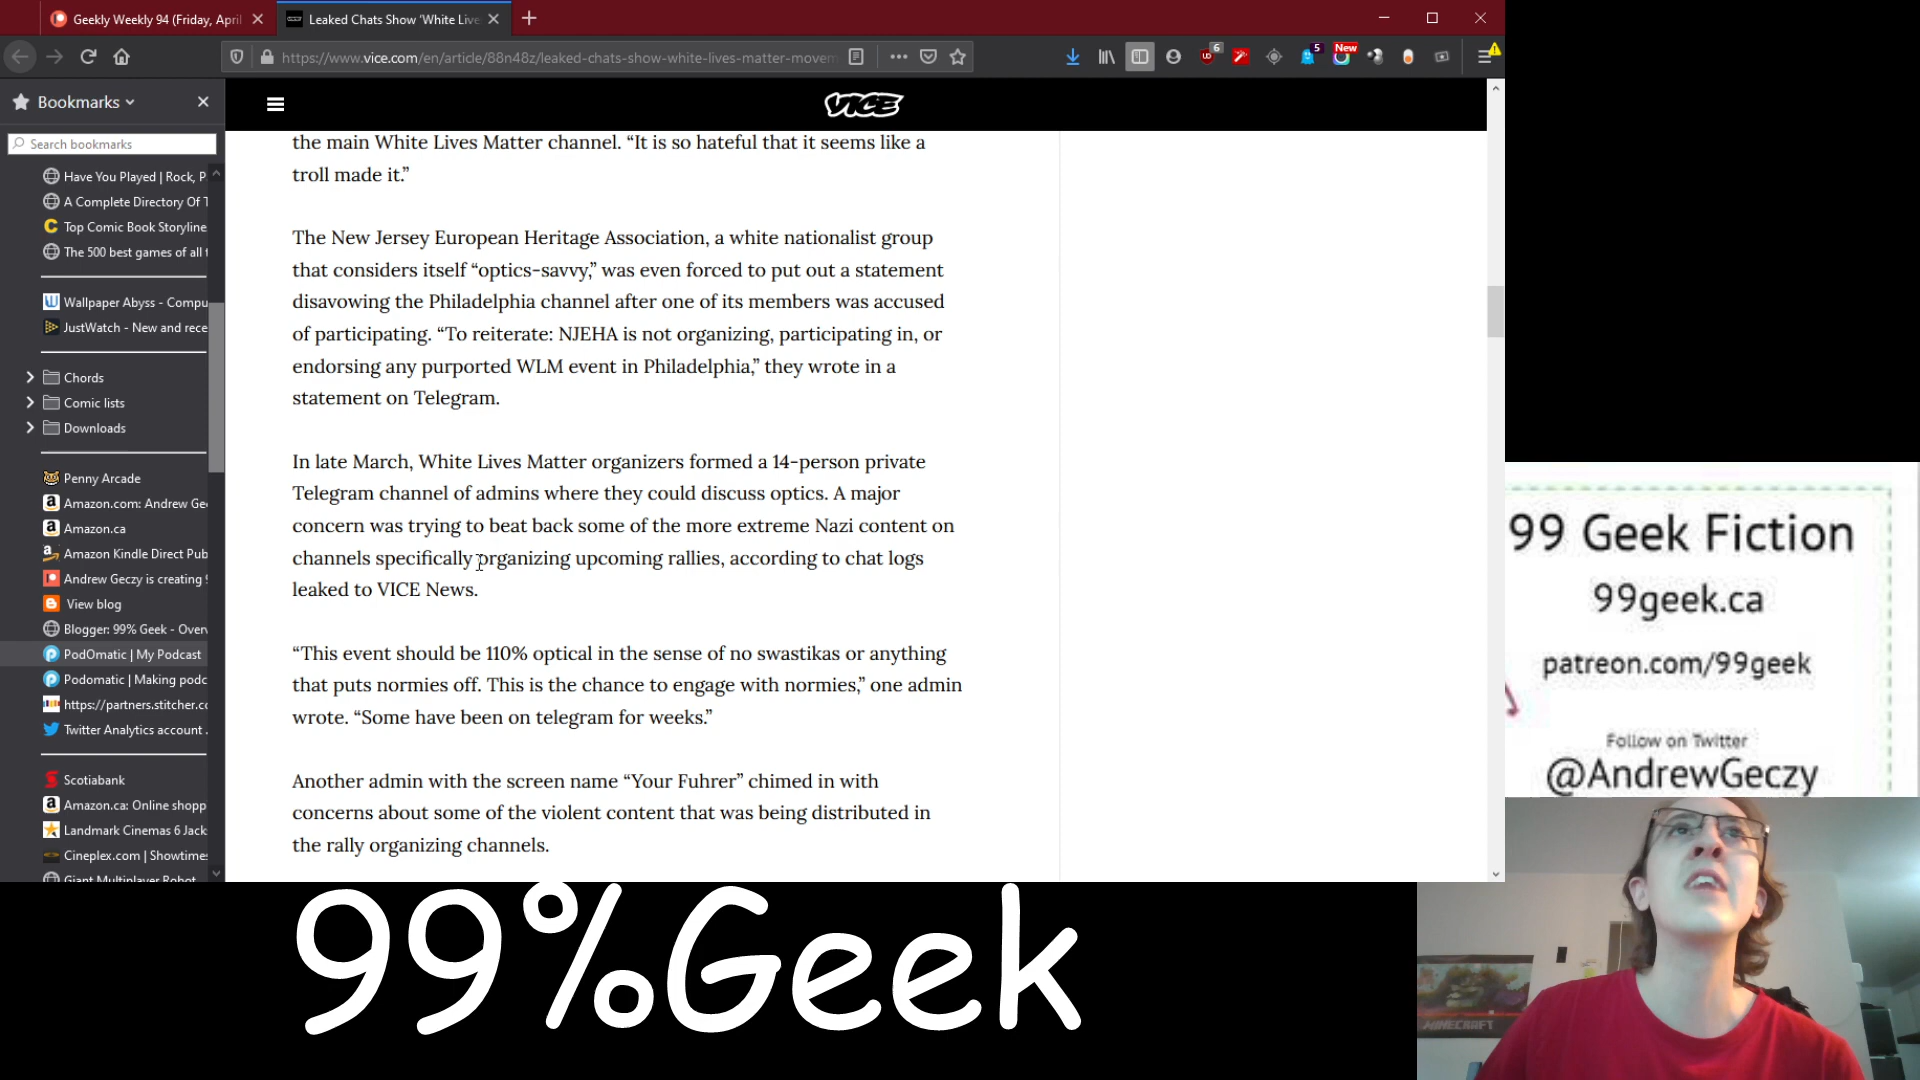 Geekly Weekly 94 (Friday, April
Leaked Chats Show 'White Live
https://www.vice.com/en/article/88n48z/leaked-chats-show-white-lives-matter-movem
6
5
New
Bookmarks
Search bookmarks
Have You Played | Rock, P
A Complete Directory Of T
Top Comic Book Storyline
The 500 best games of all t
Wallpaper Abyss - Compu
JustWatch - New and rece
Chords
Comic lists
Downloads
Penny Arcade
Amazon.com: Andrew Ge
Amazon.ca
Amazon Kindle Direct Pub
Andrew Geczy is creating 9
View blog
Blogger: 99% Geek - Overv
PodOmatic | My Podcast
Podomatic | Making podc
https://partners.stitcher.co
Twitter Analytics account
Scotiabank
Amazon.ca: Online shopp
Landmark Cinemas 6 Jack
Cineplex.com | Showtime
Giant Multiplayer Robot
VICE
the main White Lives Matter channel. “It is so hateful that it seems like a
troll made it.”
The New Jersey European Heritage Association, a white nationalist group
that considers itself “optics-savvy,” was even forced to put out a statement
disavowing the Philadelphia channel after one of its members was accused
of participating. “To reiterate: NJEHA is not organizing, participating in, or
endorsing any purported WLM event in Philadelphia,” they wrote in a
statement on Telegram.
In late March, White Lives Matter organizers formed a 14-person private
Telegram channel of admins where they could discuss optics. A major
concern was trying to beat back some of the more extreme Nazi content on
channels specifically organizing upcoming rallies, according to chat logs
leaked to VICE News.
“This event should be 110% optical in the sense of no swastikas or anything
that puts normies off. This is the chance to engage with normies,” one admin
wrote. “Some have been on telegram for weeks.”
Another admin with the screen name “Your Fuhrer” chimed in with
concerns about some of the violent content that was being distributed in
the rally organizing channels.
99 Geek Fiction
99geek.ca
patreon.com/99geek
Follow on Twitter
@AndrewGeczy
MINECRAFT
99%Geek